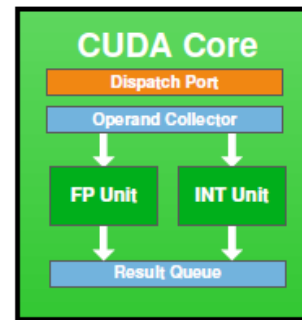 CUDA Core
Dispatch Port
Operand Collector
FP Unit
INT Unit
Result Queue